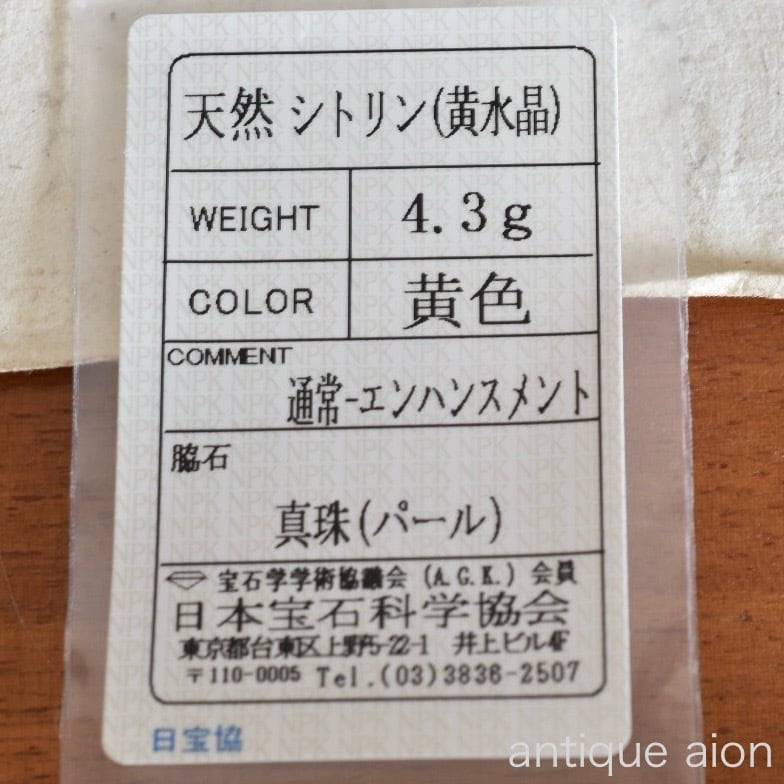 天然 シトリン(黄水晶)
WEIGHT 4.3g
COLOR 黄色
COMMENT
通常-エンハンスメント
脇石
真珠(パール)
宝石学学術協議会 (A.G.K.) 会員
日本宝石科学協会
東京都台東区上野5-22-1 井上ビル4F
〒110-0005 Tel.(03)3836-2507
日宝協
antique aion